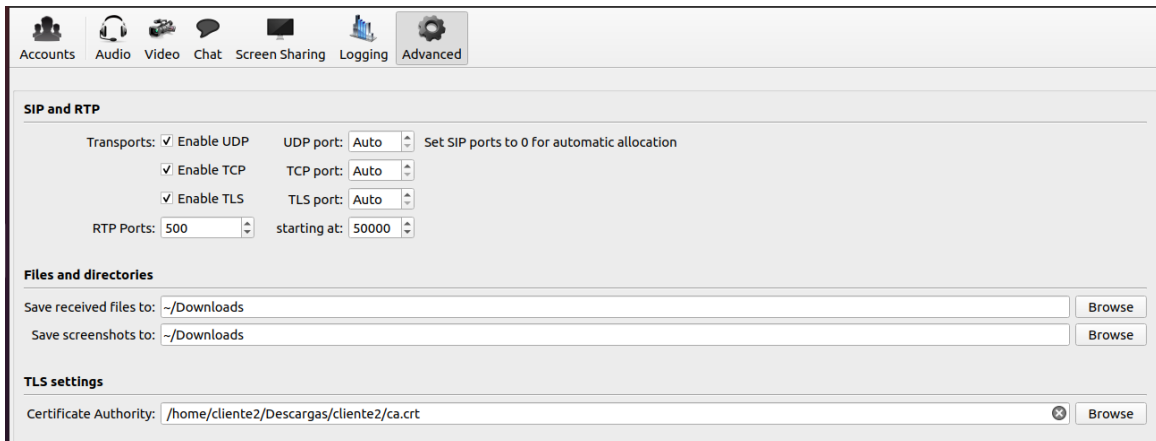 Accounts Audio Video Chat Screen Sharing Logging Advanced
SIP and RTP
Transports: Enable UDP UDP port: Auto Set SIP ports to 0 for automatic allocation
Enable TCP TCP port: Auto
Enable TLS TLS port: Auto
RTP Ports: 500 starting at: 50000
Files and directories
Save received files to: ~/Downloads Browse
Save screenshots to: ~/Downloads Browse
TLS settings
Certificate Authority: /home/cliente2/Descargas/cliente2/ca.crt Browse